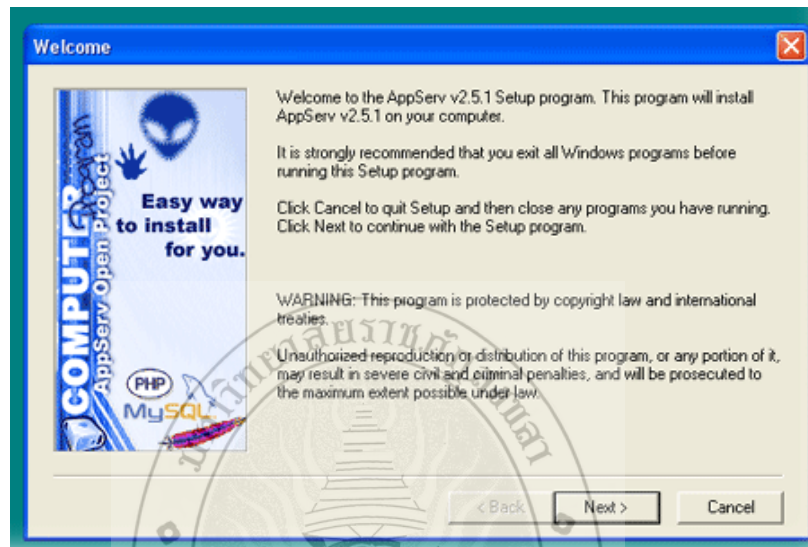 Welcome
Welcome to the AppServ v2.5.1 Setup program. This program will install
AppServ v2.5.1 on your computer.
It is strongly recommended that you exit all Windows programs before
running this Setup program.
Click Cancel to quit Setup and then close any programs you have running.
Click Next to continue with the Setup program.
WARNING: This program is protected by copyright law and international
treaties.
Unauthorized reproduction or distribution of this program, or any portion of it,
may result in severe civil and criminal penalties, and will be prosecuted to
the maximum extent possible under law.
COMPUTER
Program
AppServ Open Project
Easy way
to install
for you.
PHP
MySQL
< Back
Next >
Cancel